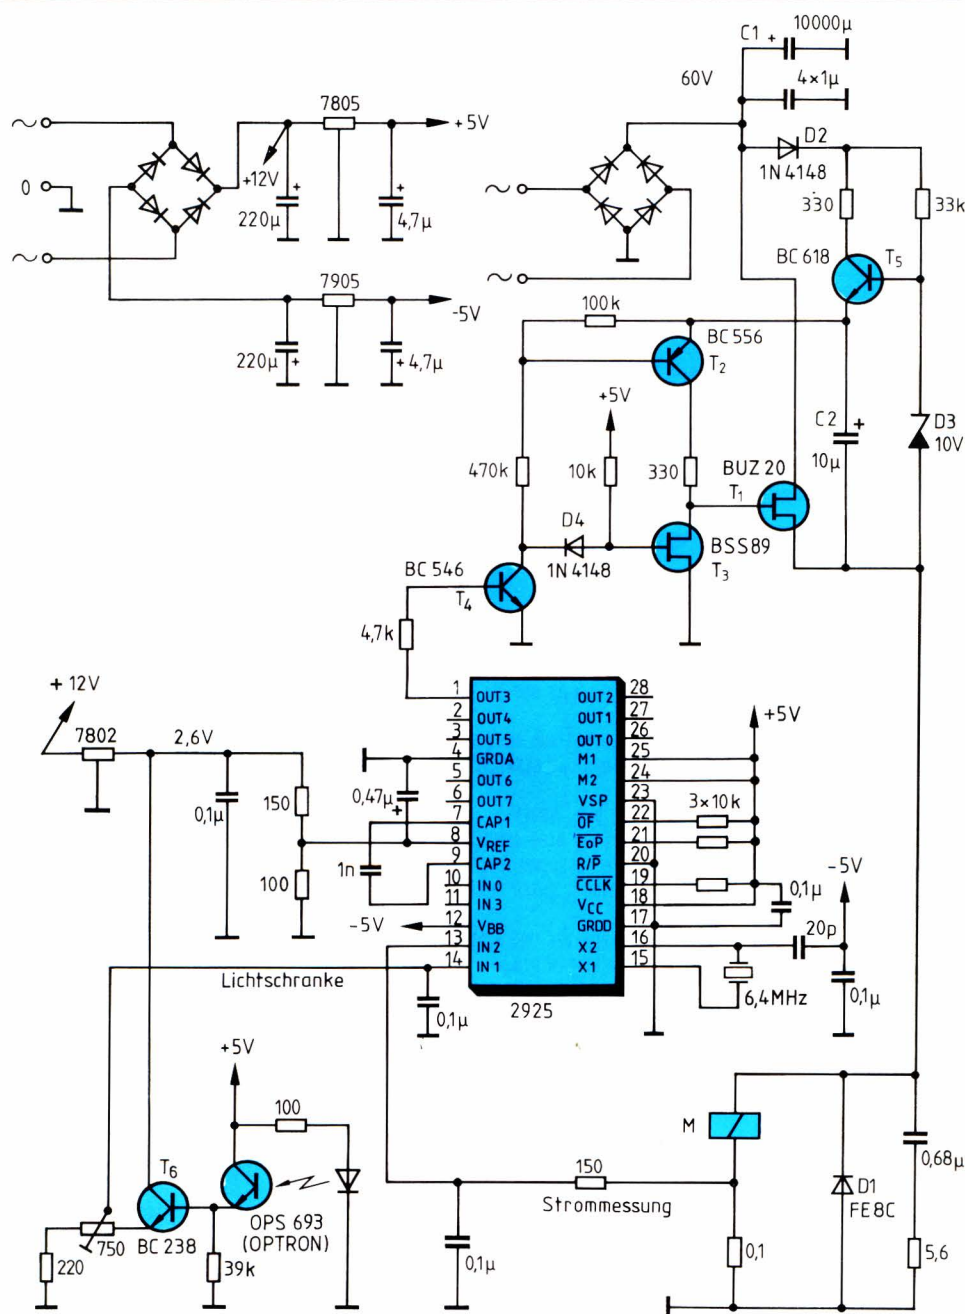 C1 +
10000µ
60V
4×1µ
7805
+5V
+12V
220µ
+
+
4,7µ
0
D2
1N4148
330
33k
BC618
T5
7905
-5V
220µ
+
+
4,7µ
100k
BC556
T2
+5V
C2
+
10µ
D3
10V
470k
10k
330
BUZ 20
T1
D4
1N4148
BSS89
T3
BC546
T4
4,7k
+12V
7802
2,6V
0,1µ
150
100
0,47µ
+
1n
-5V
1 OUT3 OUT2 28
2 OUT4 OUT1 27
3 OUT5 OUT0 26
4 GRDA M1 25
5 OUT6 M2 24
6 OUT7 VSP 23
7 CAP1 OF 22
8 VREF EoP 21
9 CAP2 R/P 20
10 IN0 CCLK 19
11 IN3 VCC 18
12 VBB GRDD 17
13 IN2 X2 16
14 IN1 X1 15
2925
+5V
3×10k
-5V
0,1µ
20p
6,4MHz
0,1µ
Lichtschranke
0,1µ
+5V
100
T6
750
BC238
OPS 693
(OPTRON)
220
39k
M
150
Strommessung
0,1µ
0,1
D1
FE8C
0,68µ
5,6